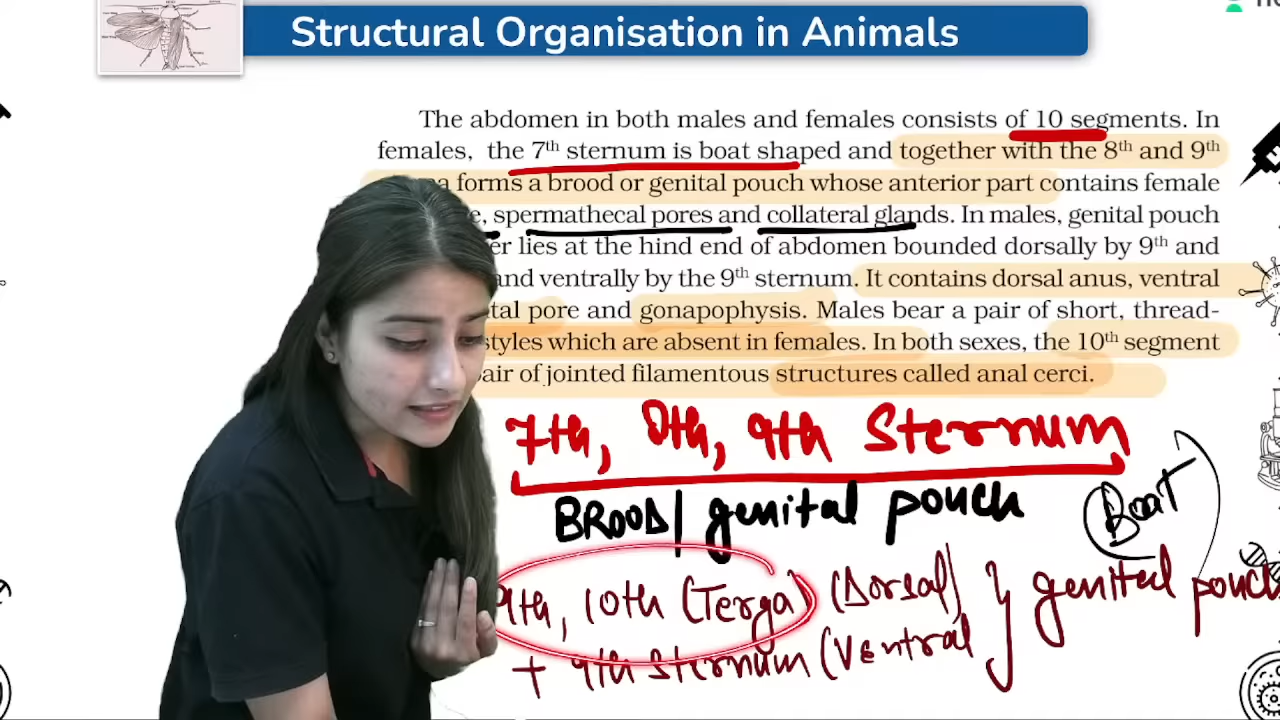 Structural Organisation in Animals
The abdomen in both males and females consists of 10 segments. In
females, the 7th sternum is boat shaped and together with the 8th and 9th
forms a brood or genital pouch whose anterior part contains female
spermathecal pores and collateral glands. In males, genital pouch
lies at the hind end of abdomen bounded dorsally by 9th and
and ventrally by the 9th sternum. It contains dorsal anus, ventral
pore and gonapophysis. Males bear a pair of short, thread-
styles which are absent in females. In both sexes, the 10th segment
pair of jointed filamentous structures called anal cerci.
7th, 8th, 9th Sternum
BROOD/ genital pouch
Boat
9th, 10th (Terga) (Dorsal) } genital pouch
+ 9th sternum (Ventral